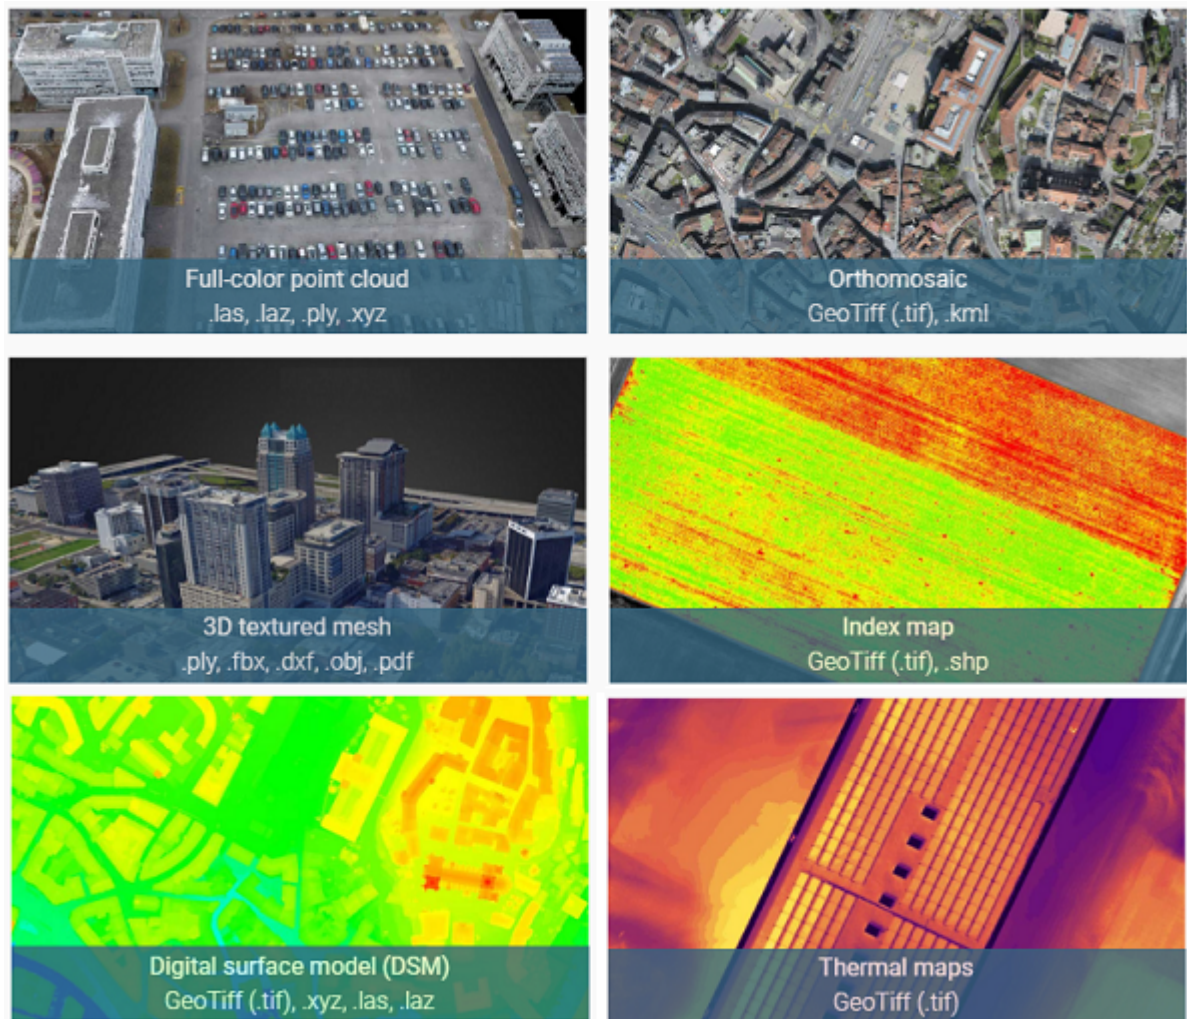 Full-color point cloud
.las, .laz, .ply, .xyz
Orthomosaic
GeoTiff (.tif), .kml
3D textured mesh
.ply, .fbx, .dxf, .obj, .pdf
Index map
GeoTiff (.tif), .shp
Digital surface model (DSM)
GeoTiff (.tif), .xyz, .las, .laz
Thermal maps
GeoTiff (.tif)